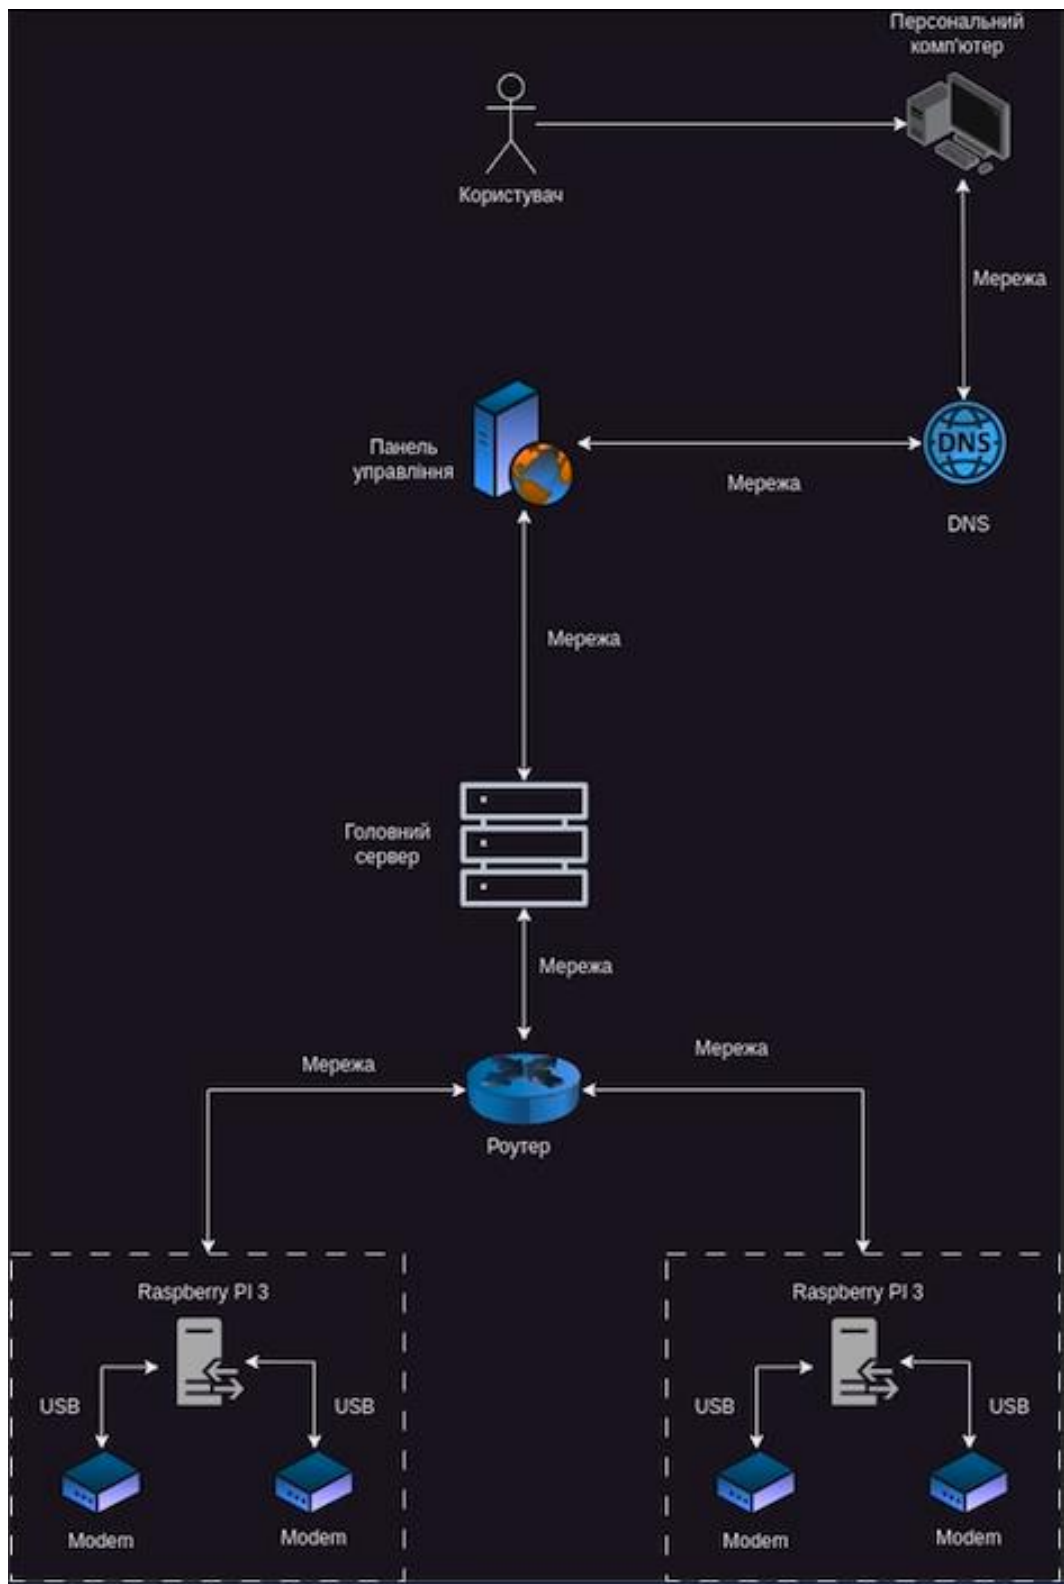 Персональний
комп'ютер
Користувач
Мережа
Панель
управління
DNS
Мережа
DNS
Мережа
Головний
сервер
Мережа
Мережа
Мережа
Роутер
Raspberry PI 3
USB
USB
Modem
Modem
Raspberry PI 3
USB
USB
Modem
Modem